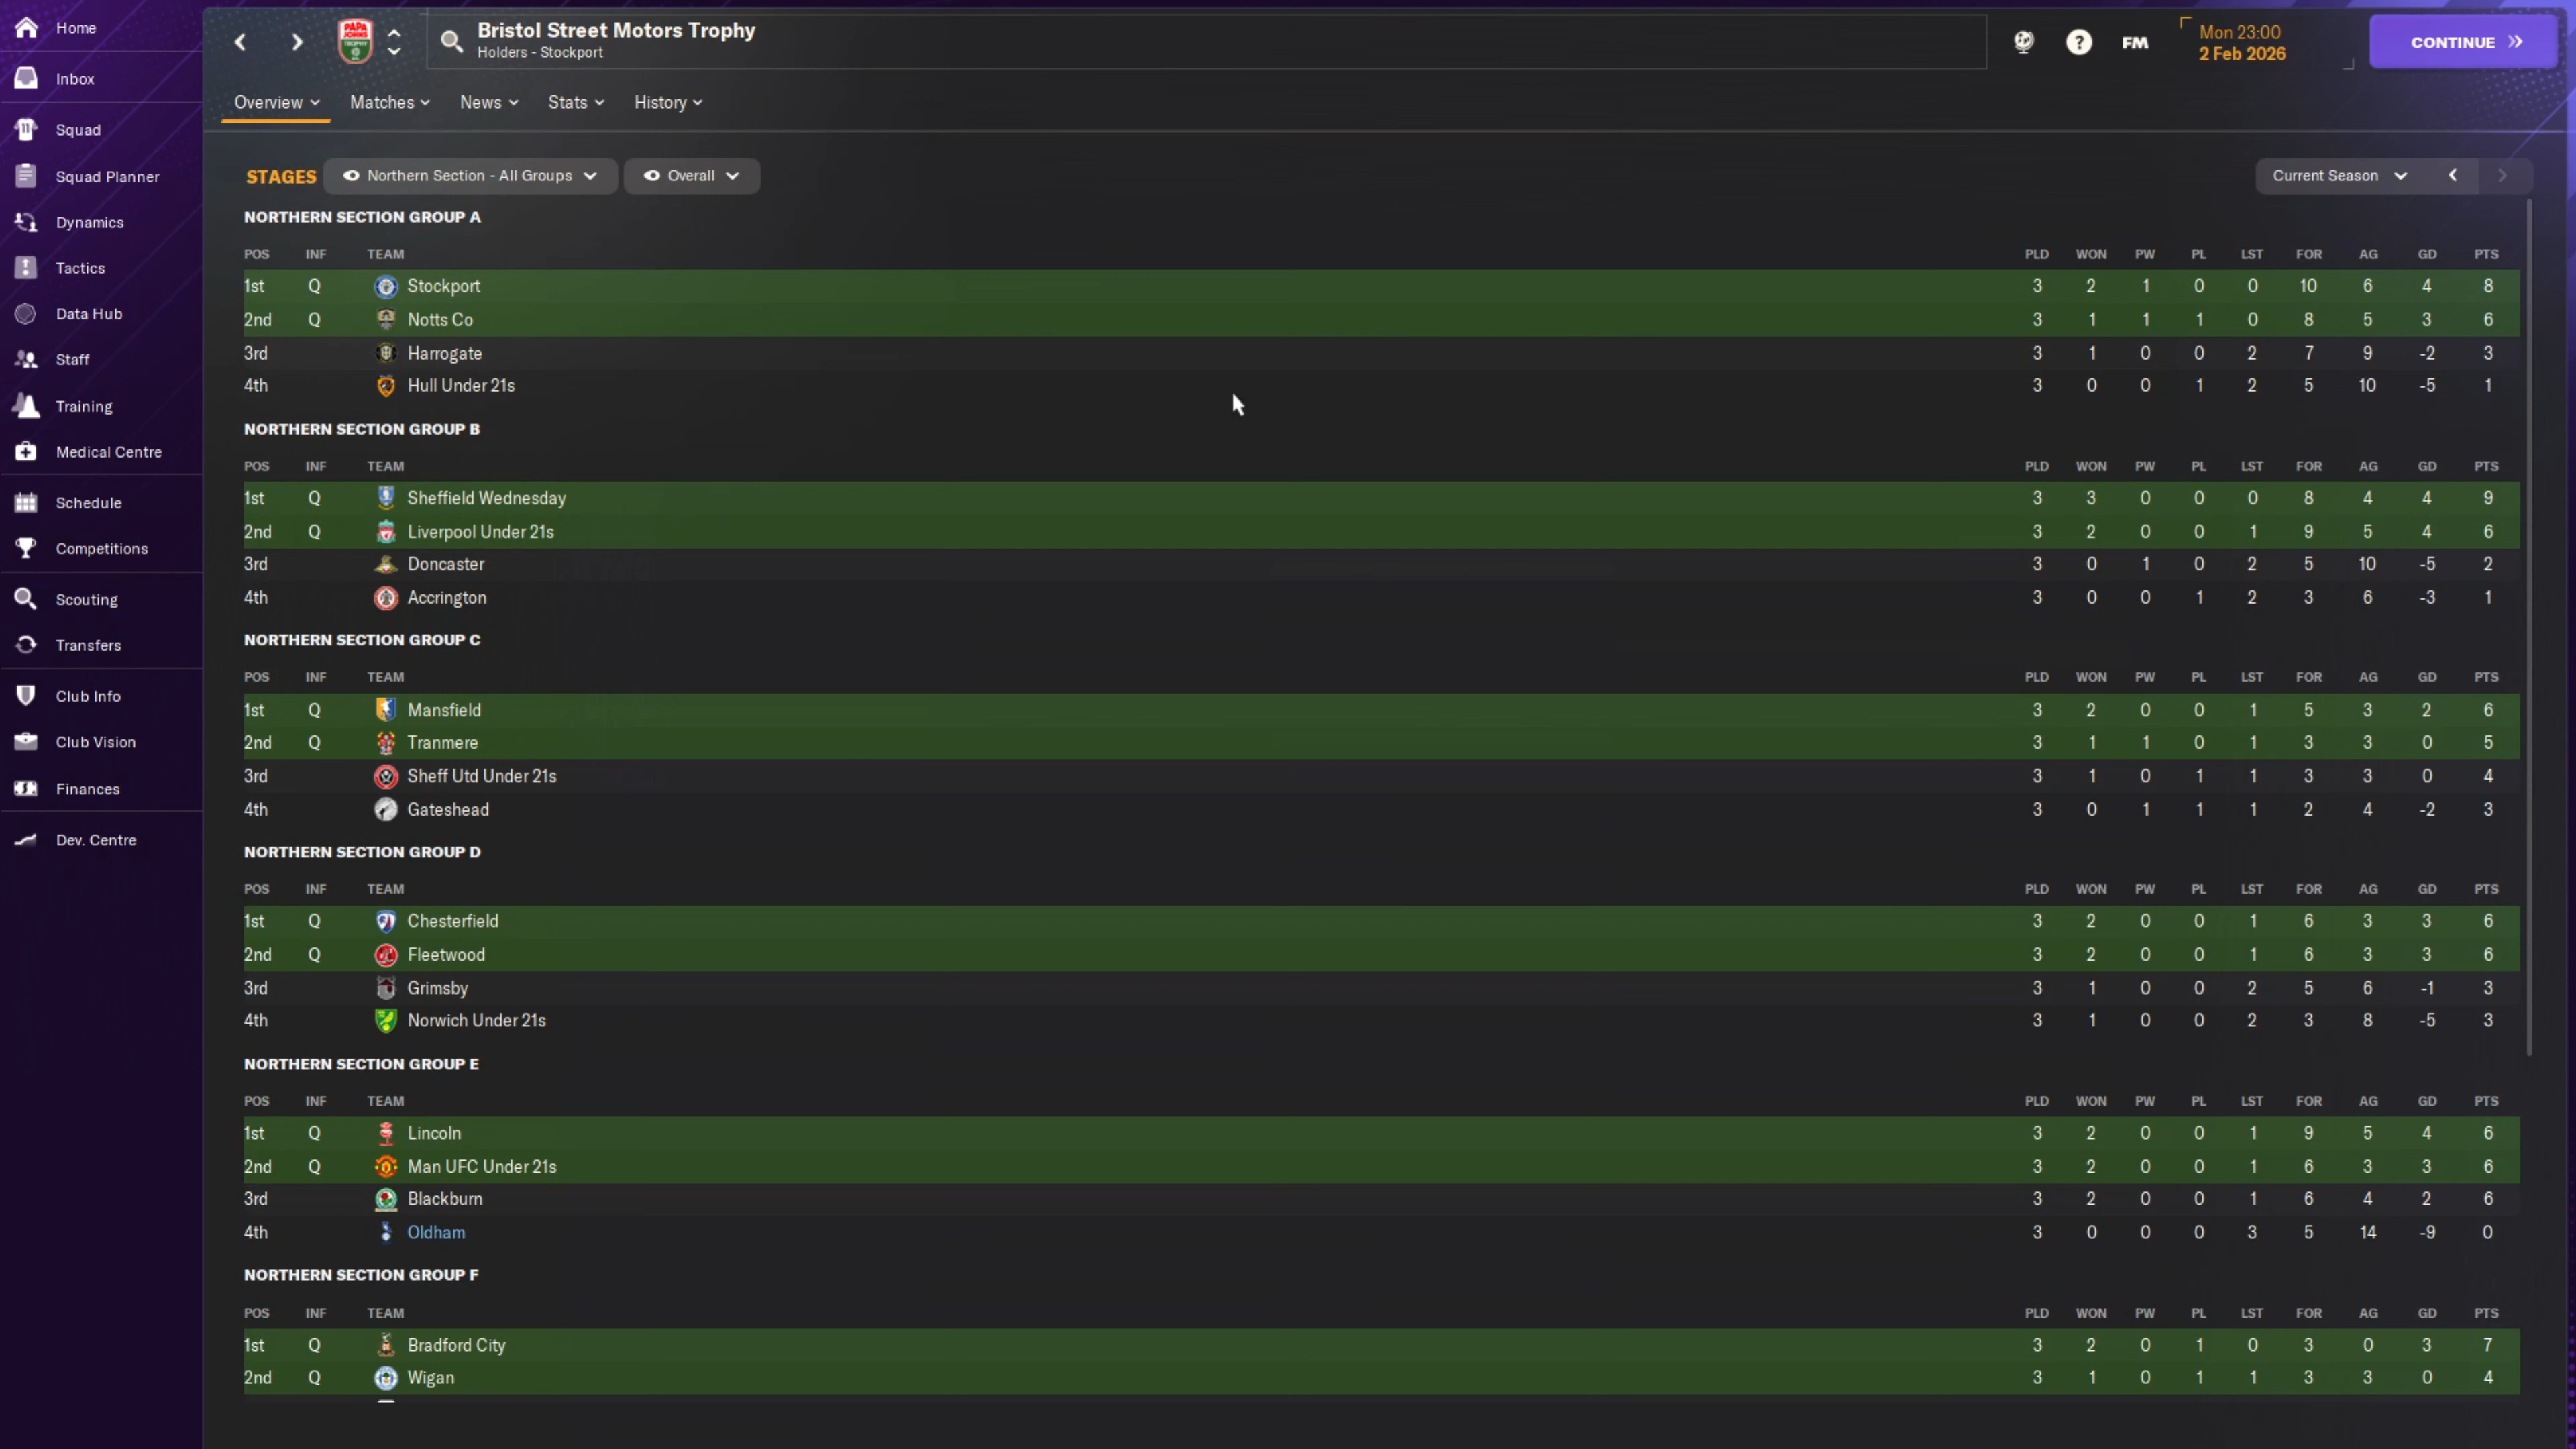 Home
Inbox
Squad
Squad Planner
Dynamics
Tactics
Data Hub
Staff
Training
Medical Centre
Schedule
Competitions
Scouting
Transfers
Club Info
Club Vision
Finances
Dev. Centre
PAPA JOHNS TROPHY
Bristol Street Motors Trophy
Holders - Stockport
? FM
Mon 23:00
2 Feb 2026
CONTINUE
Overview Matches News Stats History
STAGES Northern Section - All Groups Overall Current Season
NORTHERN SECTION GROUP A
POS INF TEAM PLD WON PW PL LST FOR AG GD PTS
1st Q Stockport 3 2 1 0 0 10 6 4 8
2nd Q Notts Co 3 1 1 1 0 8 5 3 6
3rd Harrogate 3 1 0 0 2 7 9 -2 3
4th Hull Under 21s 3 0 0 1 2 5 10 -5 1
NORTHERN SECTION GROUP B
POS INF TEAM PLD WON PW PL LST FOR AG GD PTS
1st Q Sheffield Wednesday 3 3 0 0 0 8 4 4 9
2nd Q Liverpool Under 21s 3 2 0 0 1 9 5 4 6
3rd Doncaster 3 0 1 0 2 5 10 -5 2
4th Accrington 3 0 0 1 2 3 6 -3 1
NORTHERN SECTION GROUP C
POS INF TEAM PLD WON PW PL LST FOR AG GD PTS
1st Q Mansfield 3 2 0 0 1 5 3 2 6
2nd Q Tranmere 3 1 1 0 1 3 3 0 5
3rd Sheff Utd Under 21s 3 1 0 1 1 3 3 0 4
4th Gateshead 3 0 1 1 1 2 4 -2 3
NORTHERN SECTION GROUP D
POS INF TEAM PLD WON PW PL LST FOR AG GD PTS
1st Q Chesterfield 3 2 0 0 1 6 3 3 6
2nd Q Fleetwood 3 2 0 0 1 6 3 3 6
3rd Grimsby 3 1 0 0 2 5 6 -1 3
4th Norwich Under 21s 3 1 0 0 2 3 8 -5 3
NORTHERN SECTION GROUP E
POS INF TEAM PLD WON PW PL LST FOR AG GD PTS
1st Q Lincoln 3 2 0 0 1 9 5 4 6
2nd Q Man UFC Under 21s 3 2 0 0 1 6 3 3 6
3rd Blackburn 3 2 0 0 1 6 4 2 6
4th Oldham 3 0 0 0 3 5 14 -9 0
NORTHERN SECTION GROUP F
POS INF TEAM PLD WON PW PL LST FOR AG GD PTS
1st Q Bradford City 3 2 0 1 0 3 0 3 7
2nd Q Wigan 3 1 0 1 1 3 3 0 4